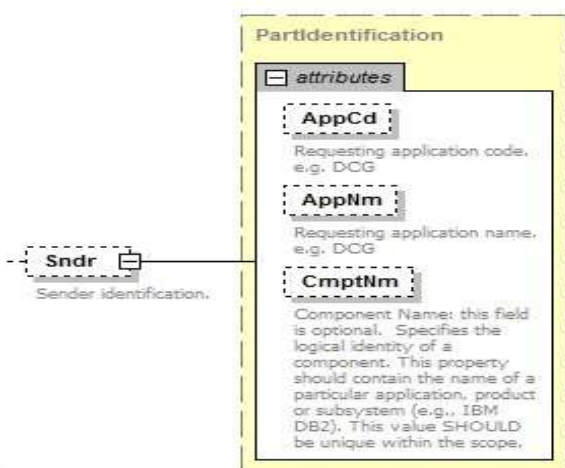 PartIdentification
attributes
AppCd
Requesting application code.
e.g. DCG
AppNm
Requesting application name.
e.g. DCG
Sndr
Sender identification.
CmptNm
Component Name: this field
is optional. Specifies the
logical identity of a
component. This property
should contain the name of a
particular application, product
or subsystem (e.g., IBM
DB2). This value SHOULD
be unique within the scope.